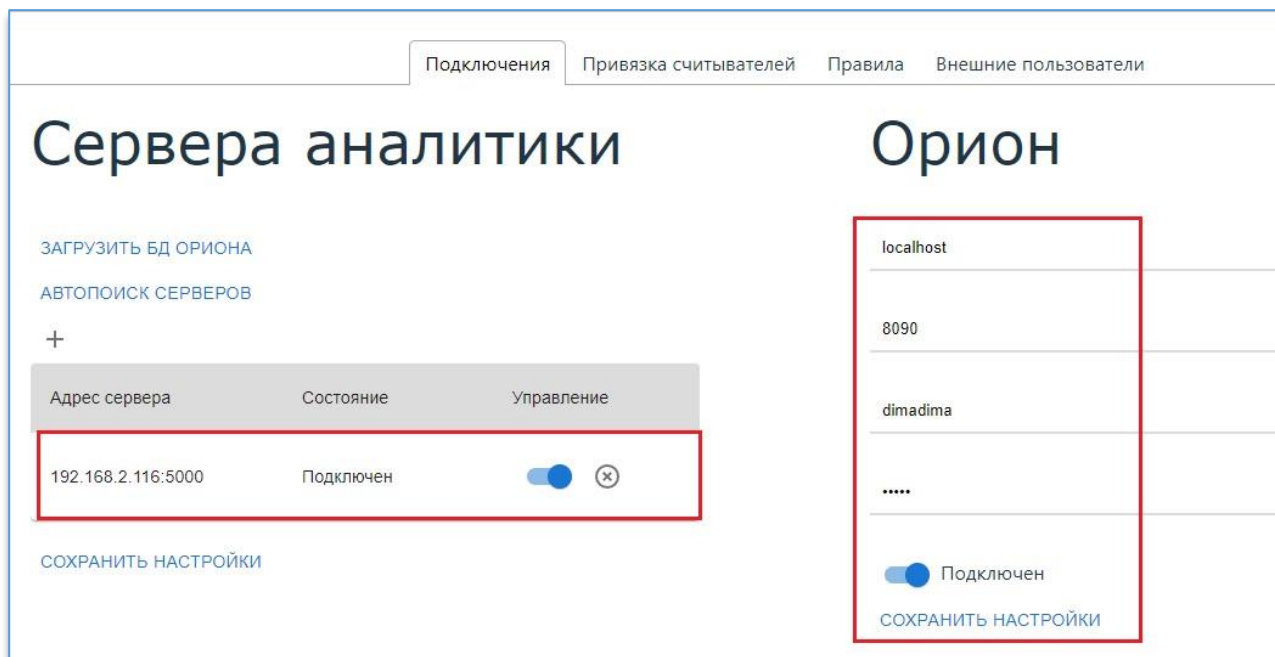 Подключения Привязка считывателей Правила Внешние пользователи
Сервера аналитики
ЗАГРУЗИТЬ БД ОРИОНА
АВТОПОИСК СЕРВЕРОВ
+
Адрес сервера Состояние Управление
192.168.2.116:5000 Подключен
СОХРАНИТЬ НАСТРОЙКИ
Орион
localhost
8090
dimadima
•••••
Подключен
СОХРАНИТЬ НАСТРОЙКИ